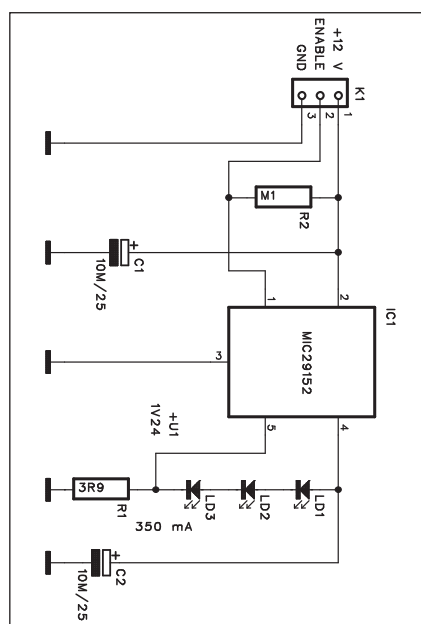 K1
+12 V
ENABLE
GND
1
2
3
M1
R2
C1
+
10M/25
IC1
MIC29152
1
2
3
4
5
+U1
1V24
3R9
R1
350 mA
LD3
LD2
LD1
C2
+
10M/25